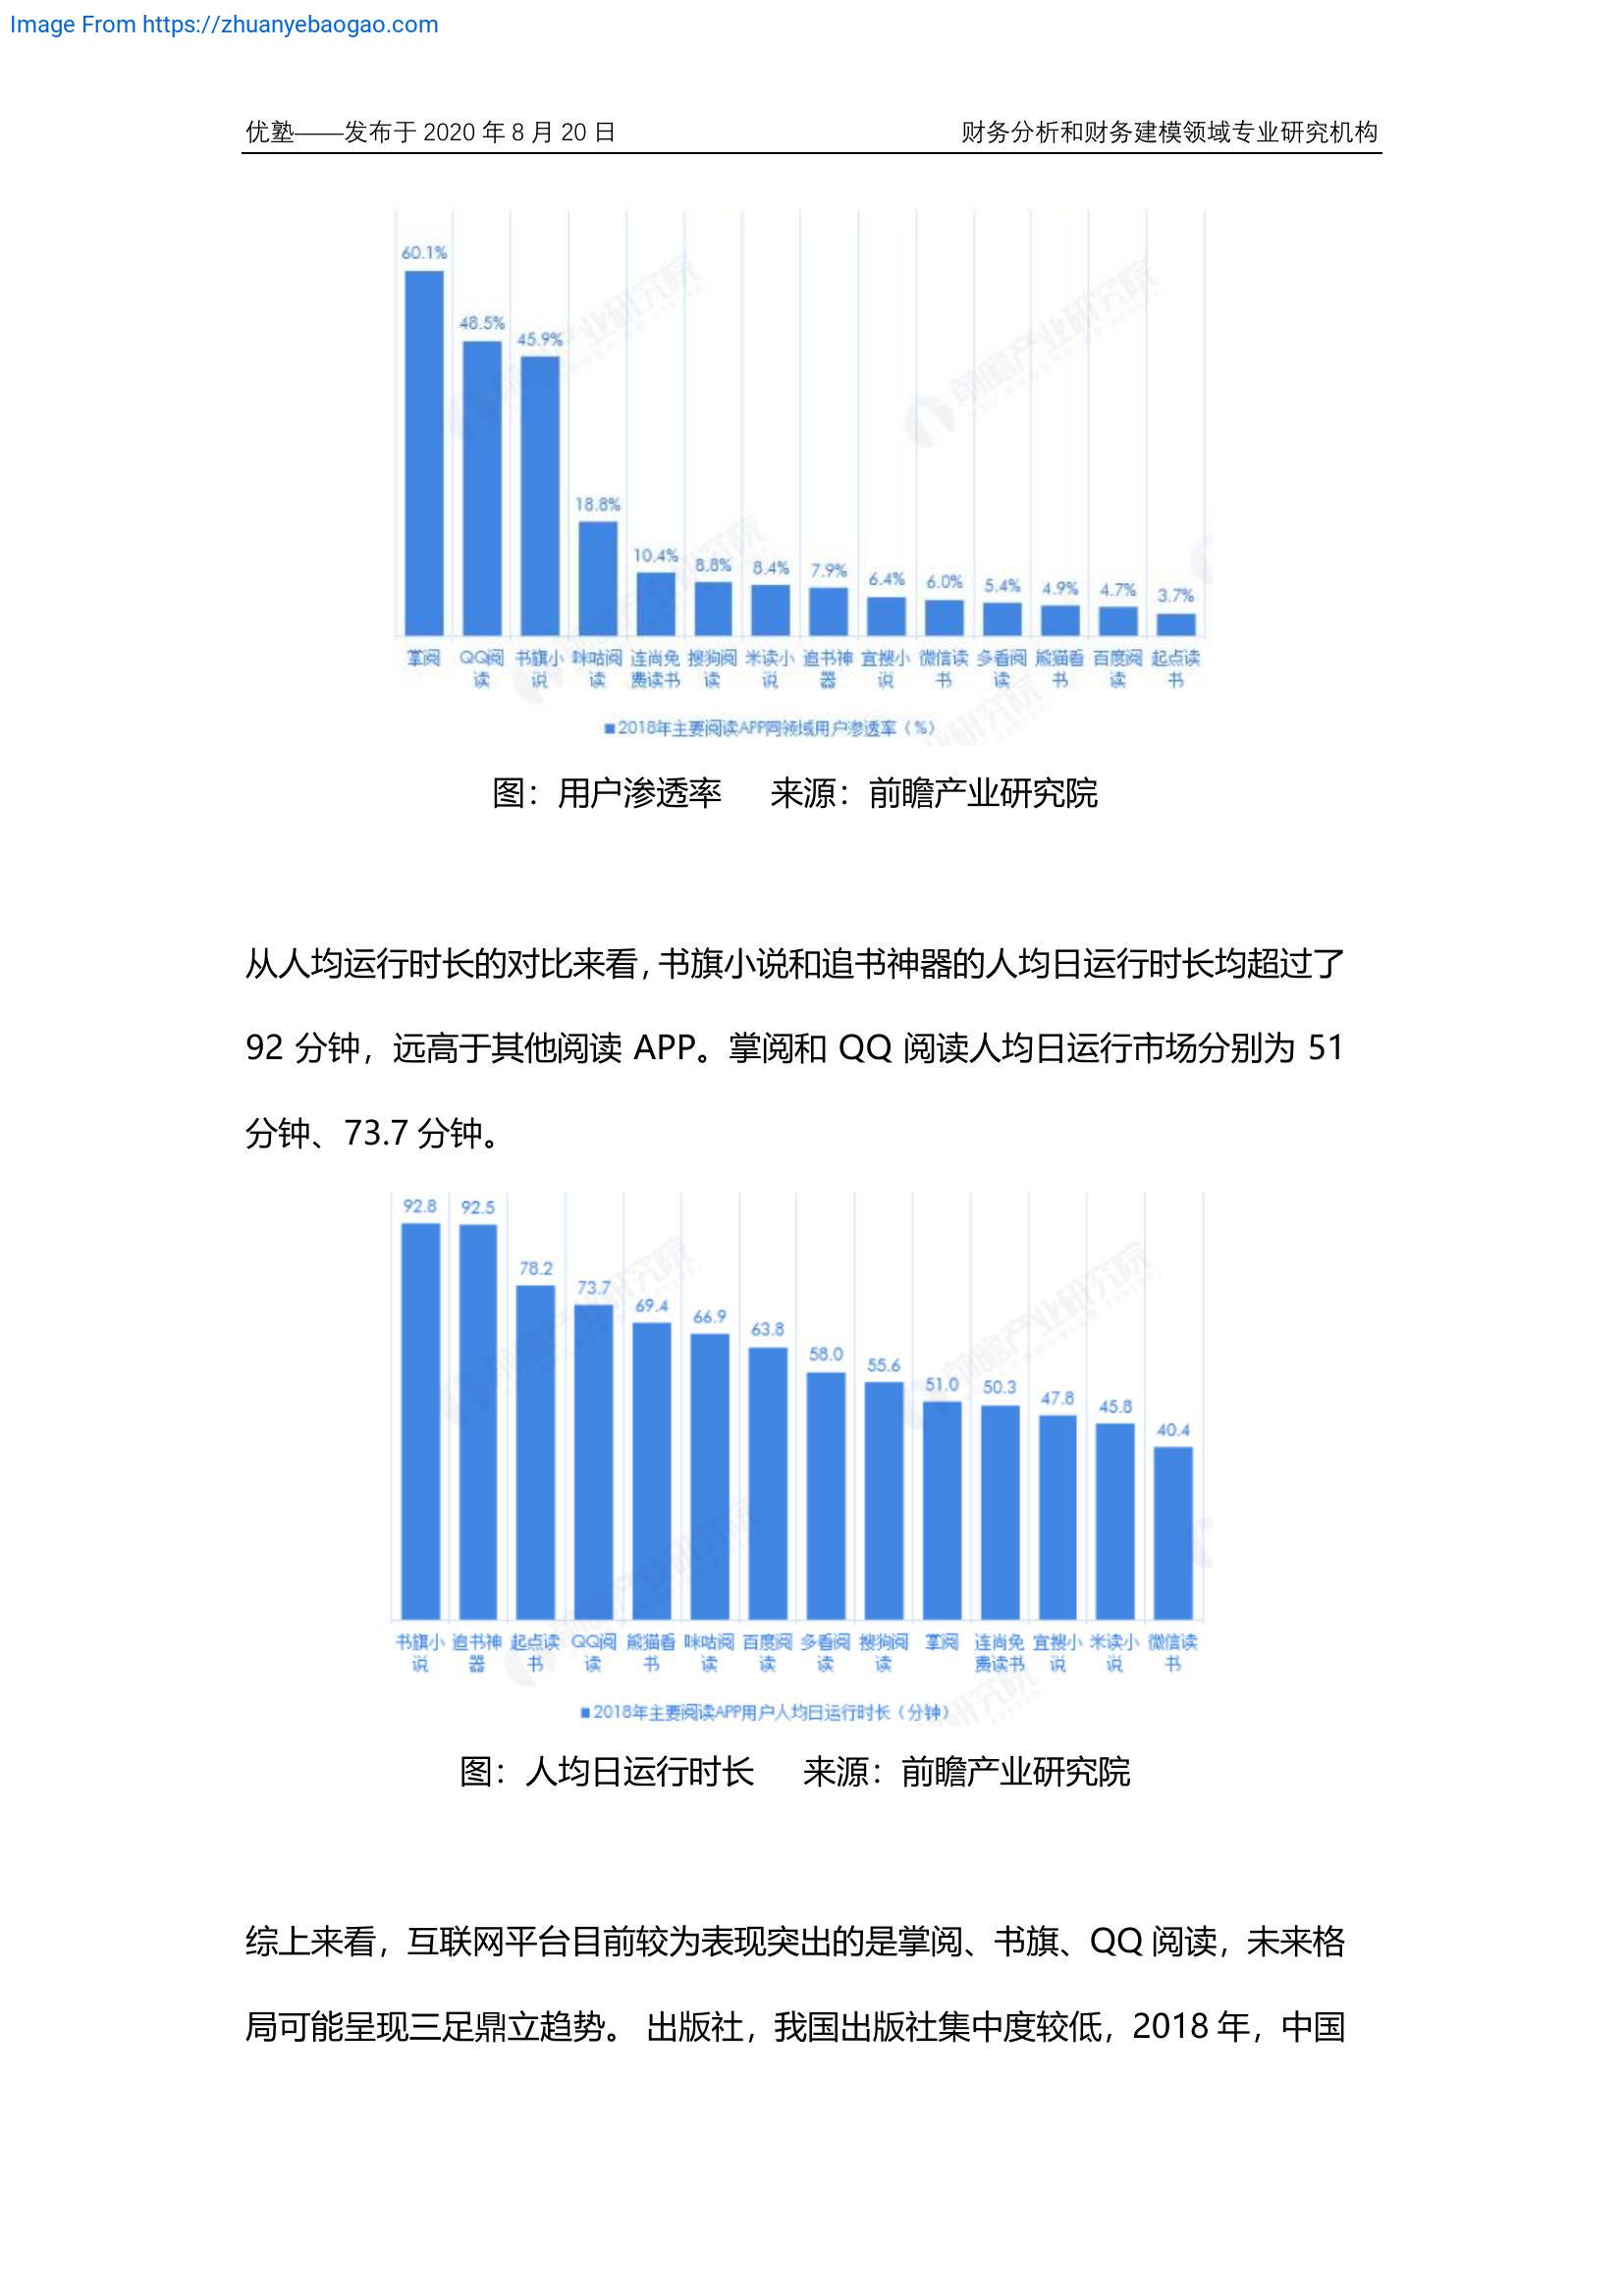 Image From https://zhuanyebaogao.com
优塾——发布于 2020 年 8 月 20 日 财务分析和财务建模领域专业研究机构
60.1%
48.5%
45.9%
18.8%
10.4%
8.8%
8.4%
7.9%
6.4%
6.0%
5.4%
4.9%
4.7%
3.7%
掌阅 QQ阅读 书旗小说 咪咕阅读 连尚免费读书 搜狗阅读 米读小说 追书神器 宜搜小说 微信读书 多看阅读 熊猫看书 百度阅读 起点读书
■2018年主要阅读APP同领域用户渗透率（%）
前瞻产业研究院
图：用户渗透率 来源：前瞻产业研究院
从人均运行时长的对比来看，书旗小说和追书神器的人均日运行时长均超过了
92 分钟，远高于其他阅读 APP。掌阅和 QQ 阅读人均日运行市场分别为 51
分钟、73.7 分钟。
92.8
92.5
78.2
73.7
69.4
66.9
63.8
58.0
55.6
51.0
50.3
47.8
45.8
40.4
书旗小说 追书神器 起点读书 QQ阅读 熊猫看书 咪咕阅读 百度阅读 多看阅读 搜狗阅读 掌阅 连尚免费读书 宜搜小说 米读小说 微信读书
■2018年主要阅读APP用户人均日运行时长（分钟）
前瞻产业研究院
图：人均日运行时长 来源：前瞻产业研究院
综上来看，互联网平台目前较为表现突出的是掌阅、书旗、QQ 阅读，未来格
局可能呈现三足鼎立趋势。 出版社，我国出版社集中度较低，2018 年，中国